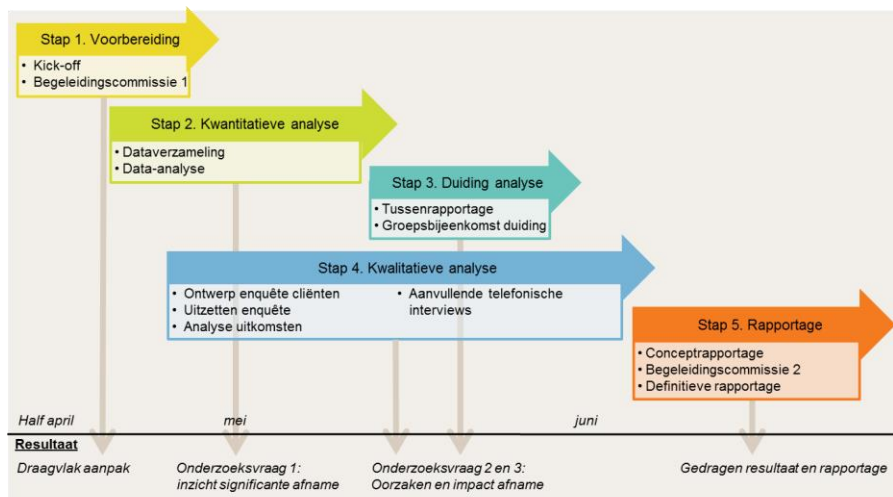 Stap 1. Voorbereiding
• Kick-off
• Begeleidingscommissie 1
Stap 2. Kwantitatieve analyse
• Dataverzameling
• Data-analyse
Stap 3. Duiding analyse
• Tussenrapportage
• Groepsbijeenkomst duiding
Stap 4. Kwalitatieve analyse
• Ontwerp enquête cliënten
• Uitzetten enquête
• Analyse uitkomsten
• Aanvullende telefonische
interviews
Stap 5. Rapportage
• Conceptrapportage
• Begeleidingscommissie 2
• Definitieve rapportage
Half april
mei
juni
Resultaat
Draagvlak aanpak
Onderzoeksvraag 1:
inzicht significante afname
Onderzoeksvraag 2 en 3:
Oorzaken en impact afname
Gedragen resultaat en rapportage